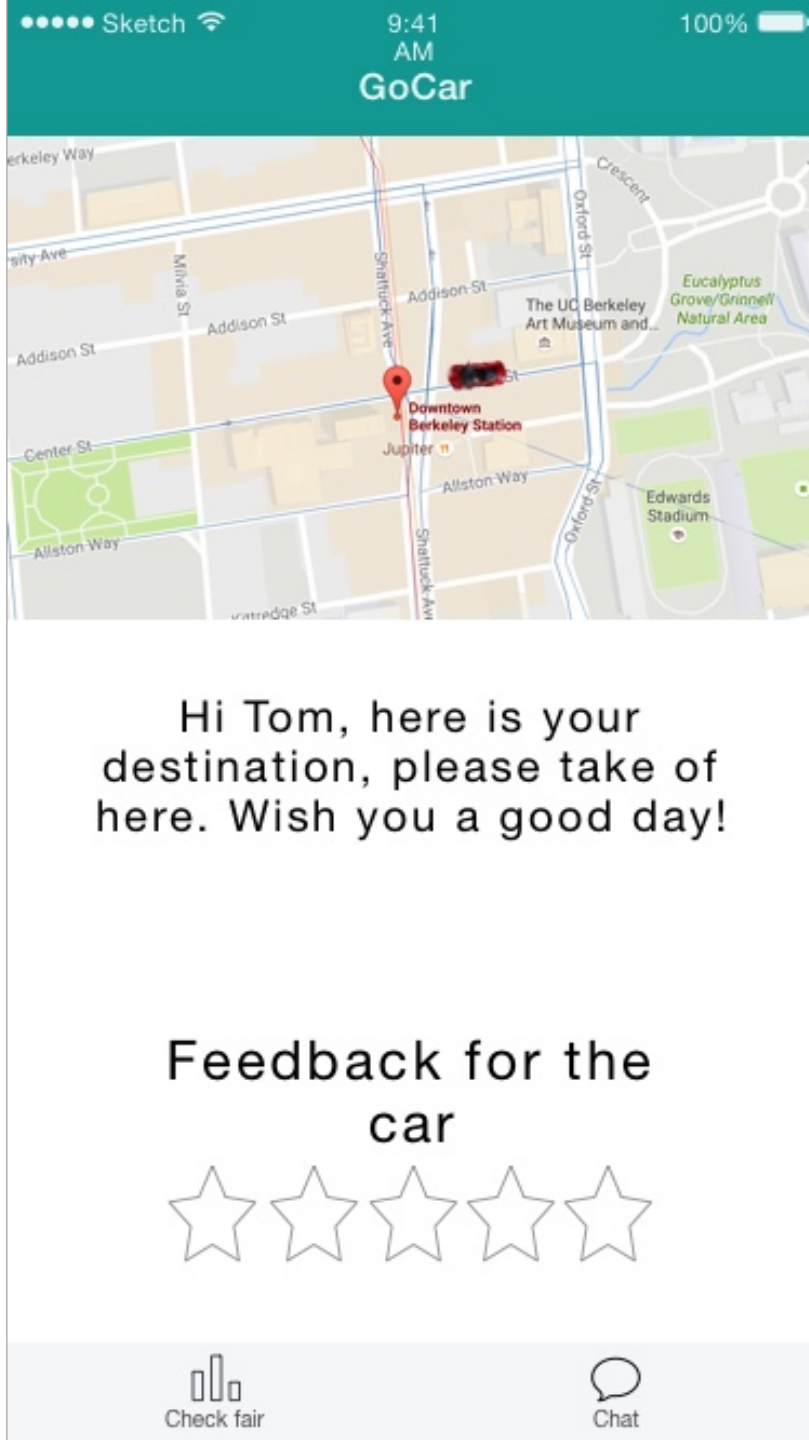 Sketch
9:41
AM
100%
GoCar
erkeley Way
Crescent
Oxford St
sity Ave
Milvia St
Shattuck Ave
Addison St
Eucalyptus
Grove/Grinnell
Natural Area
The UC Berkeley
Art Museum and...
Addison St
Addison St
St
Downtown
Berkeley Station
Jupiter
Center St
Allston Way
Edwards
Stadium
Oxford St
Allston Way
Shattuck Av
Kittredge St
Hi Tom, here is your
destination, please take of
here. Wish you a good day!
Feedback for the
car
Check fair
Chat